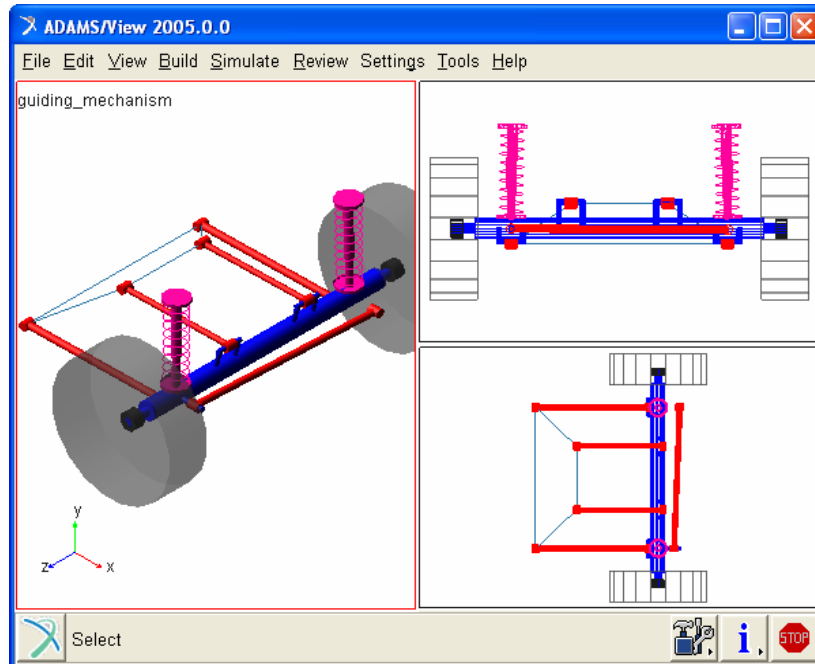 ADAMS/View 2005.0.0
File Edit View Build Simulate Review Settings Tools Help
guiding_mechanism
y
z
x
Select
i
STOP